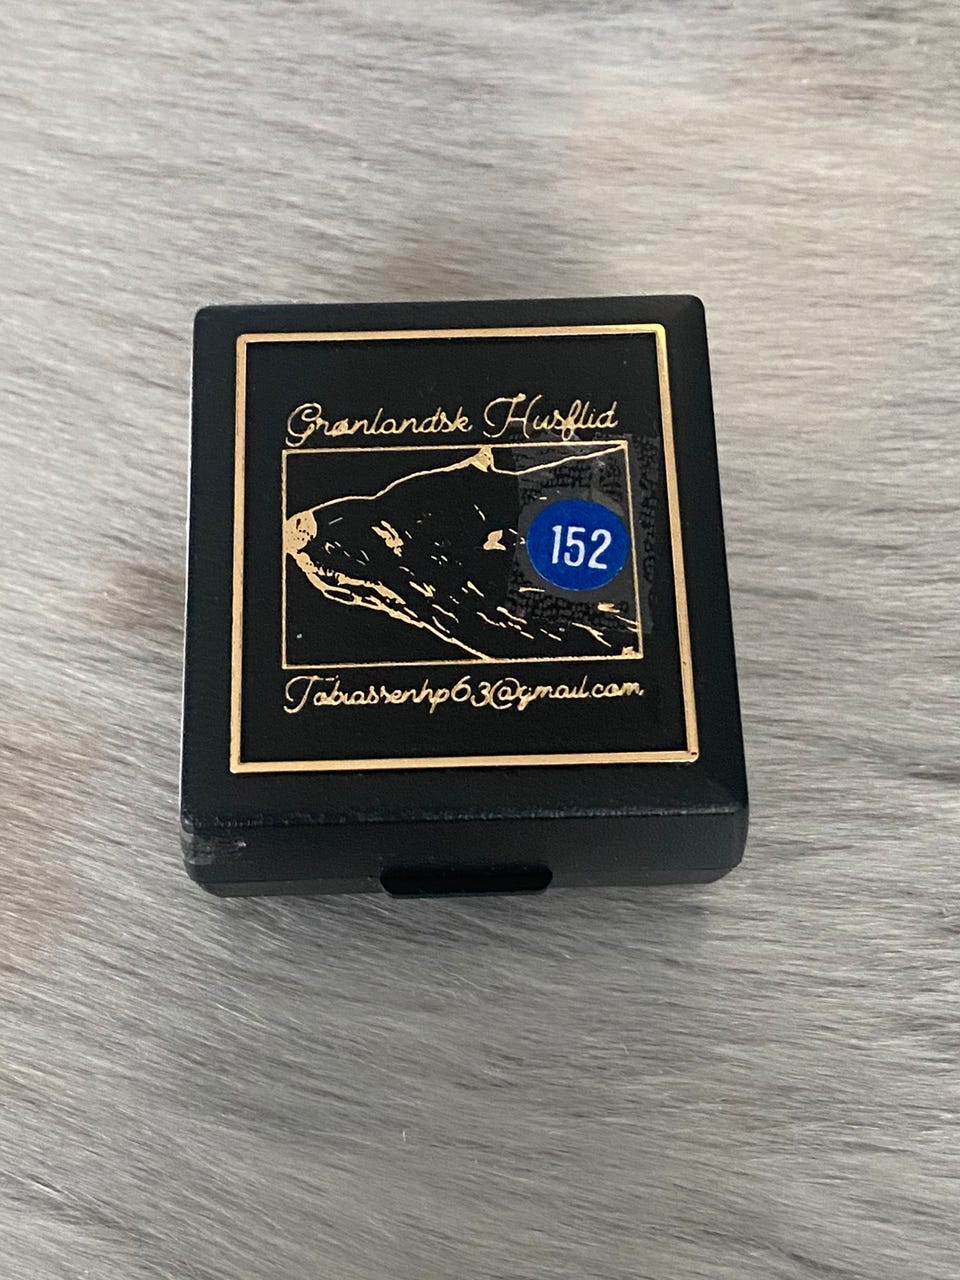 Grønlandsk Husflid
152
Tobiassenhp63@gmail.com